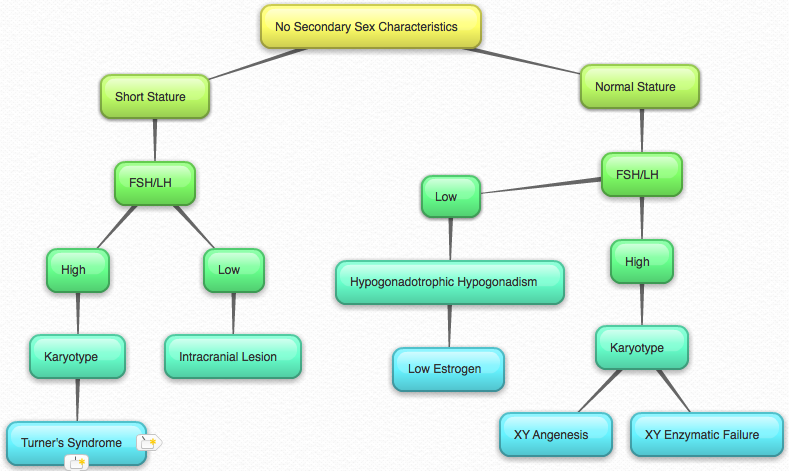 No Secondary Sex Characteristics
Short Stature
Normal Stature
FSH/LH
FSH/LH
Low
High
Low
High
Hypogonadotrophic Hypogonadism
Karyotype
Intracranial Lesion
Karyotype
Low Estrogen
Turner's Syndrome
XY Angenesis
XY Enzymatic Failure